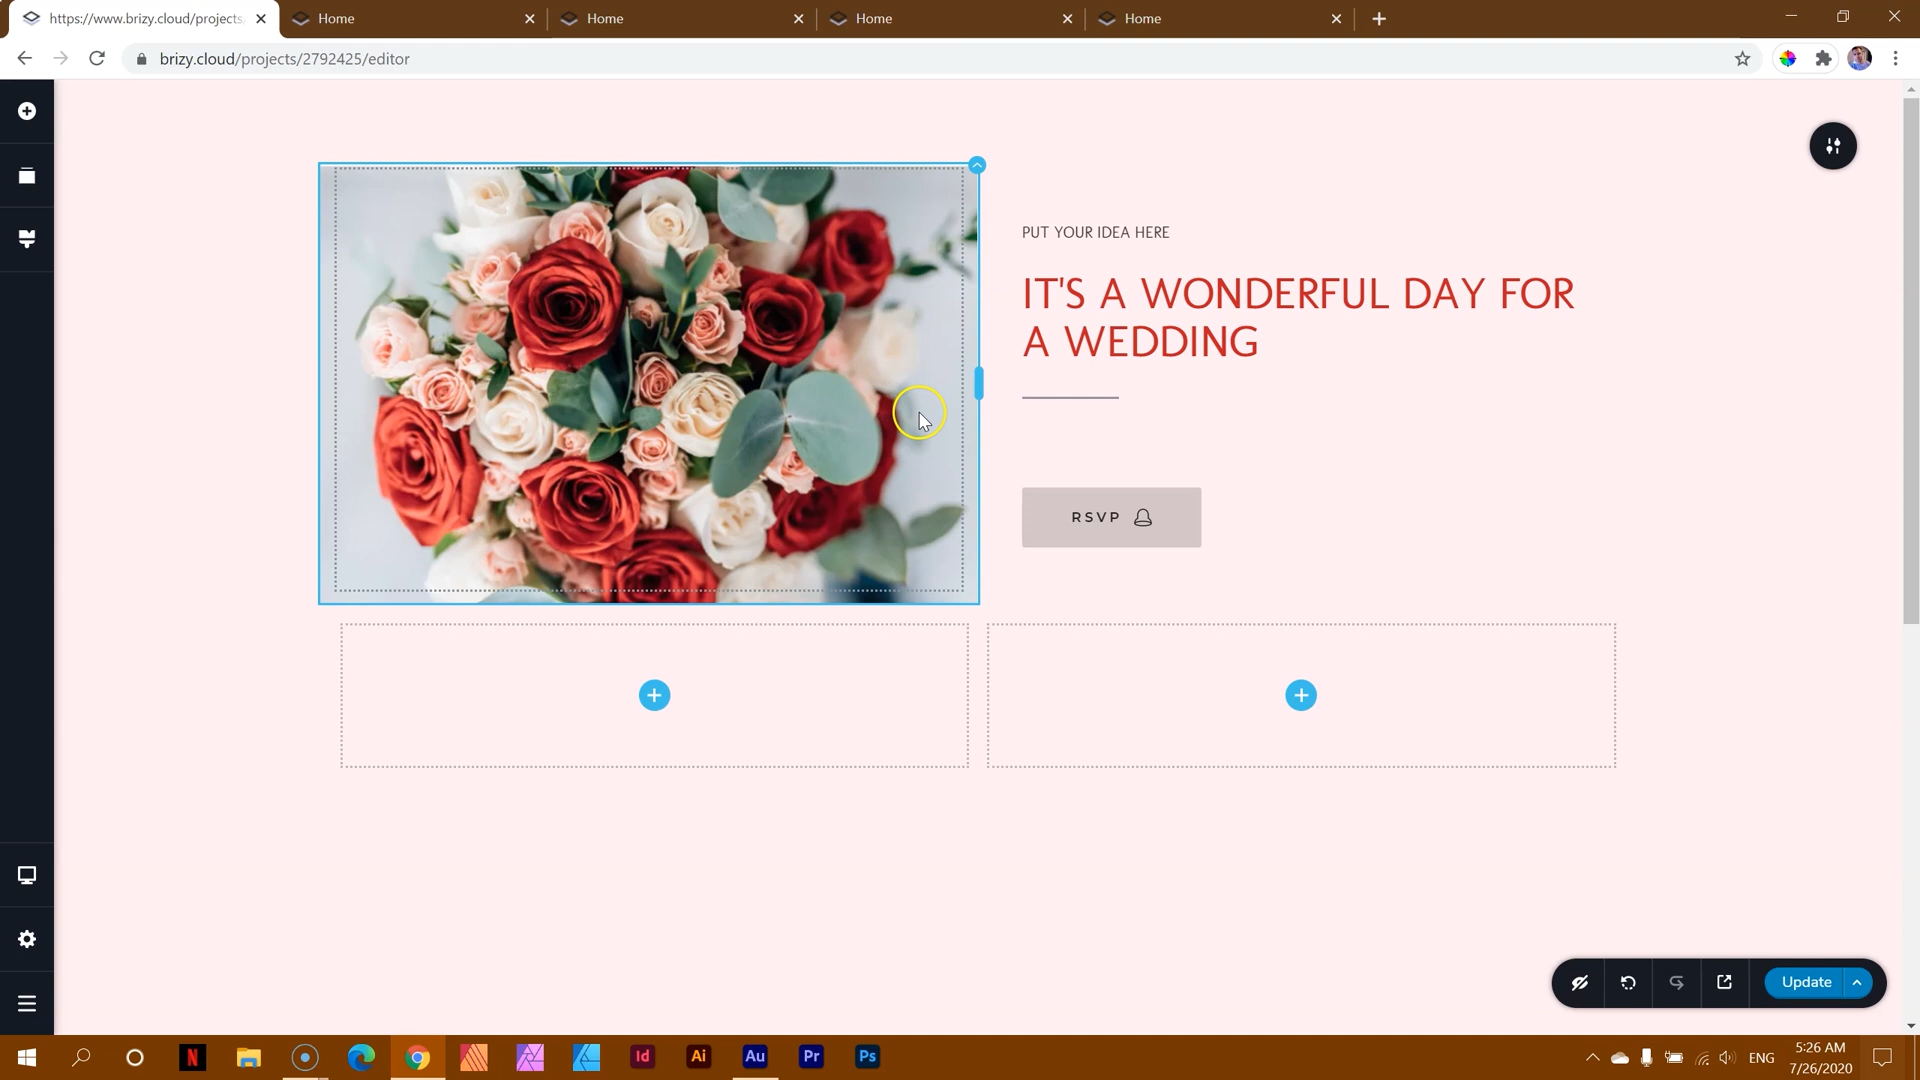 https://www.brizy.cloud/projects
Home
Home
Home
Home
brizy.cloud/projects/2792425/editor
PUT YOUR IDEA HERE
IT'S A WONDERFUL DAY FOR
A WEDDING
RSVP
Update
N
Id
Ai
Au
Pr
Ps
ENG
5:26 AM
7/26/2020